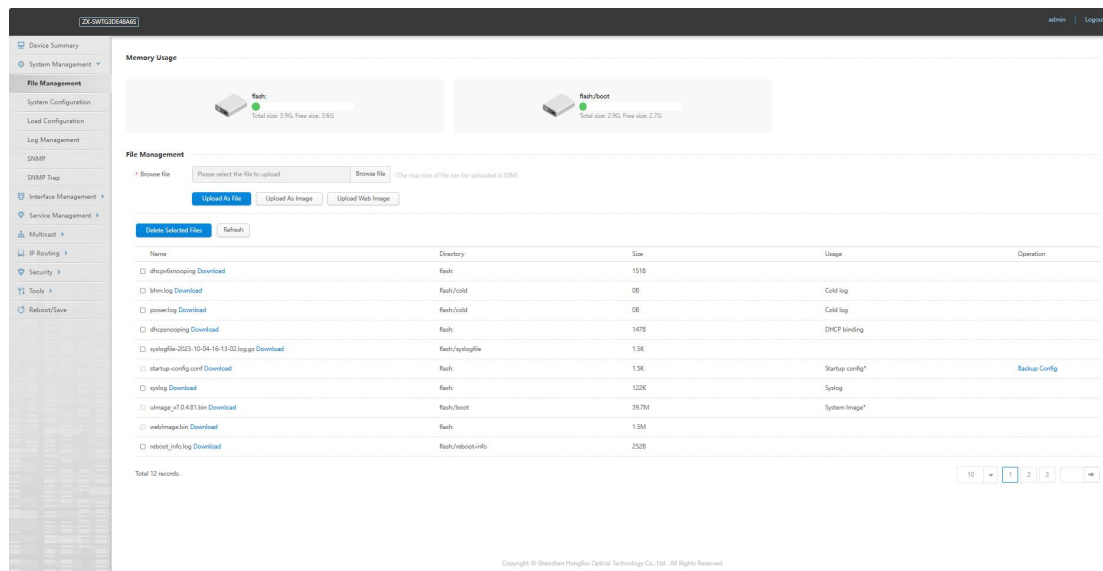 ZX-SWTG3DE48A6S admin | Logou
Device Summary
System Management
File Management
System Configuration
Load Configuration
Log Management
SNMP
SNMP Trap
Interface Management
Service Management
Multicast
IP Routing
Security
Tools
Reboot/Save
Memory Usage
flash:
Total size: 3.9G, Free size: 3.6G
flash:/boot
Total size: 2.9G, Free size: 2.7G
File Management
* Browse file Please select the file to upload Browse file (The max size of file can be uploaded is 50M)
Upload As File Upload As Image Upload Web Image
Delete Selected Files Refresh
Name Directory Size Usage Operation
dhcpv6snooping Download flash: 151B
bhm.log Download flash:/cold 0B Cold log
power.log Download flash:/cold 0B Cold log
dhcpsnooping Download flash: 147B DHCP binding
syslogfile-2023-10-04-16-13-02.log.gz Download flash:/syslogfile 1.5K
startup-config.conf Download flash: 1.5K Startup config* Backup Config
syslog Download flash: 122K Syslog
uImage_v7.0.4.81.bin Download flash:/boot 39.7M System Image*
webImage.bin Download flash: 1.5M
reboot_info.log Download flash:/reboot-info 252B
Total 12 records. 10 1 2 3
Copyright © Shenzhen HongRui Optical Technology Co., Ltd . All Rights Reserved.